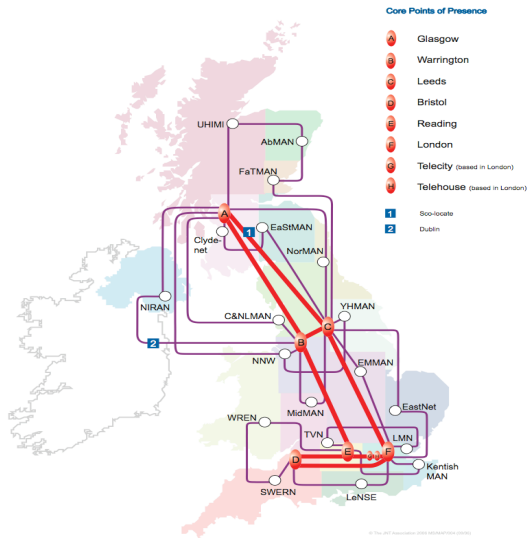 Core Points of Presence
A Glasgow
B Warrington
C Leeds
D Bristol
E Reading
F London
G Telecity (based in London)
H Telehouse (based in London)
1 Sco-locate
2 Dublin
UHIMI
AbMAN
FaTMAN
A
1
EaStMAN
Clyde-
net
NorMAN
NIRAN
C&NLMAN
YHMAN
C
2
B
NNW
EMMAN
MidMAN
EastNet
WREN
TVN
LMN
D
E
F
Kentish
MAN
SWERN
LeNSE